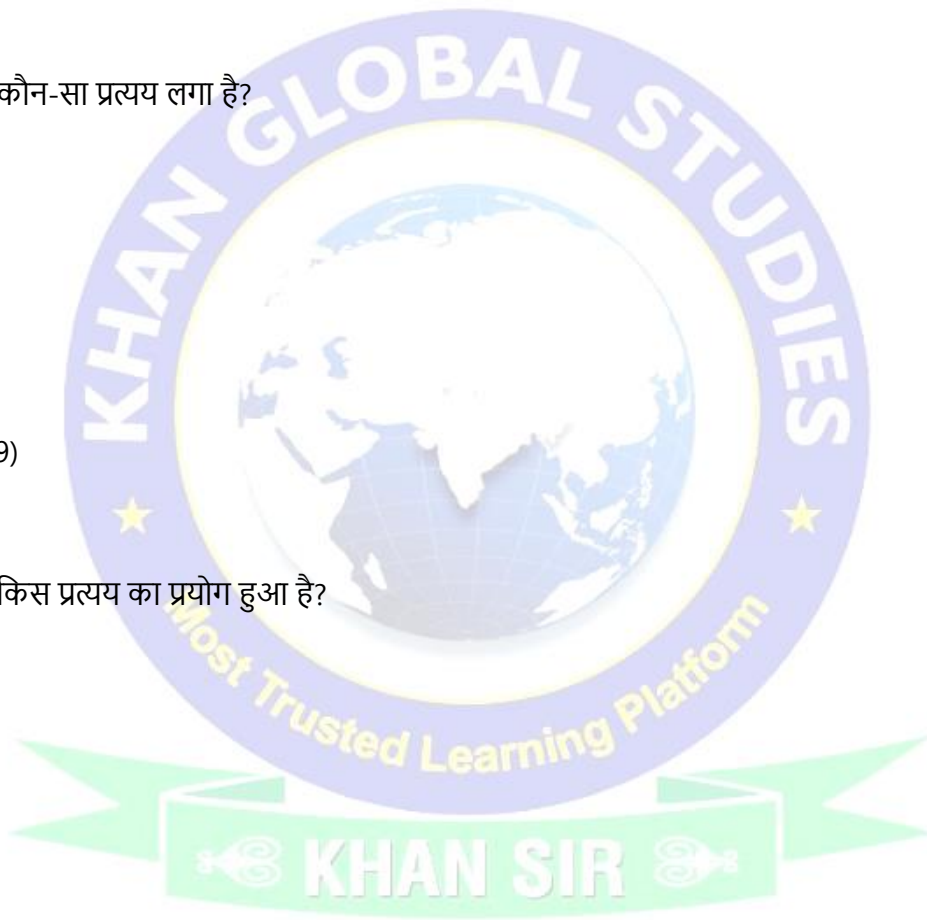 कौन-सा प्रत्यय लगा है?
KHAN GLOBAL STUDIES
9)
किस प्रत्यय का प्रयोग हुआ है?
Most Trusted Learning Platform
KHAN SIR